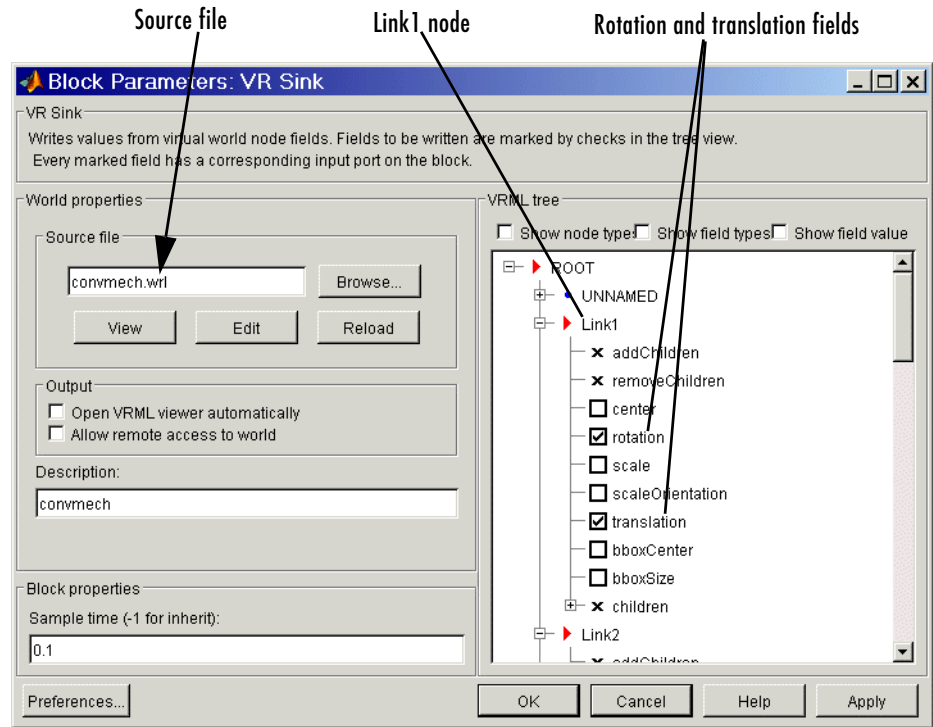 Source file
Link1 node
Rotation and translation fields
Block Parameters: VR Sink
VR Sink
Writes values from virtual world node fields. Fields to be written are marked by checks in the tree view.
Every marked field has a corresponding input port on the block.
World properties
Source file
convmech.wrl
Browse...
View
Edit
Reload
Output
Open VRML viewer automatically
Allow remote access to world
Description:
convmech
Block properties
Sample time (-1 for inherit):
0.1
VRML tree
Show node types
Show field types
Show field value
ROOT
UNNAMED
Link1
addChildren
removeChildren
center
rotation
scale
scaleOrientation
translation
bboxCenter
bboxSize
children
Link2
addChildren
Preferences...
OK
Cancel
Help
Apply